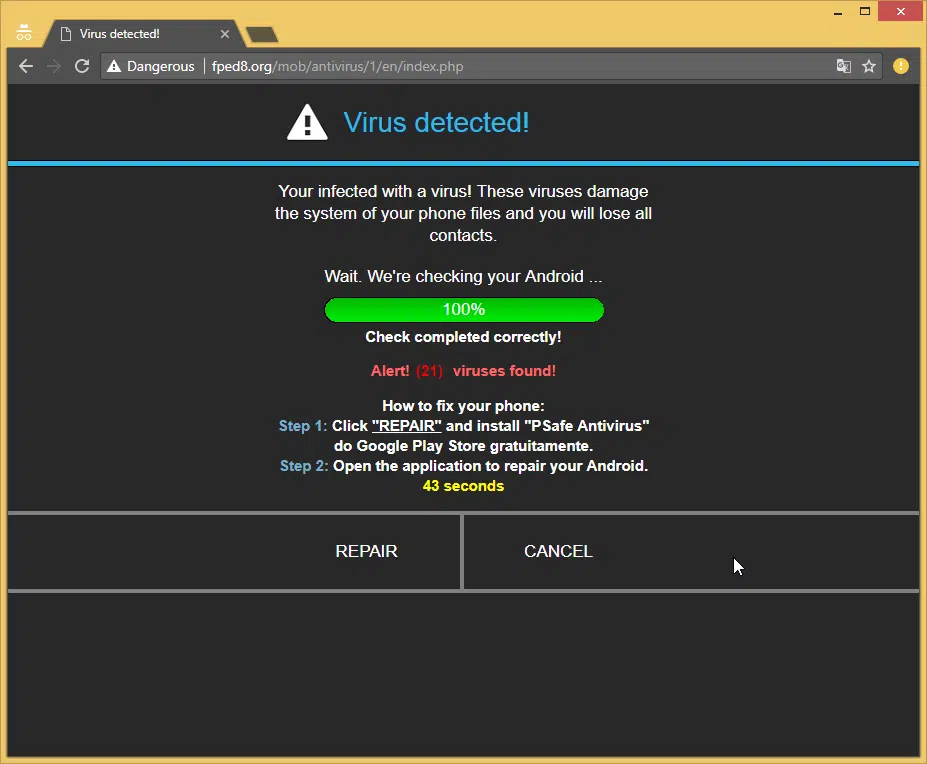 Virus detected!
Dangerous fped8.org/mob/antivirus/1/en/index.php
Virus detected!
Your infected with a virus! These viruses damage
the system of your phone files and you will lose all
contacts.
Wait. We're checking your Android ...
100%
Check completed correctly!
Alert! (21) viruses found!
How to fix your phone:
Step 1: Click "REPAIR" and install "PSafe Antivirus"
do Google Play Store gratuitamente.
Step 2: Open the application to repair your Android.
43 seconds
REPAIR
CANCEL